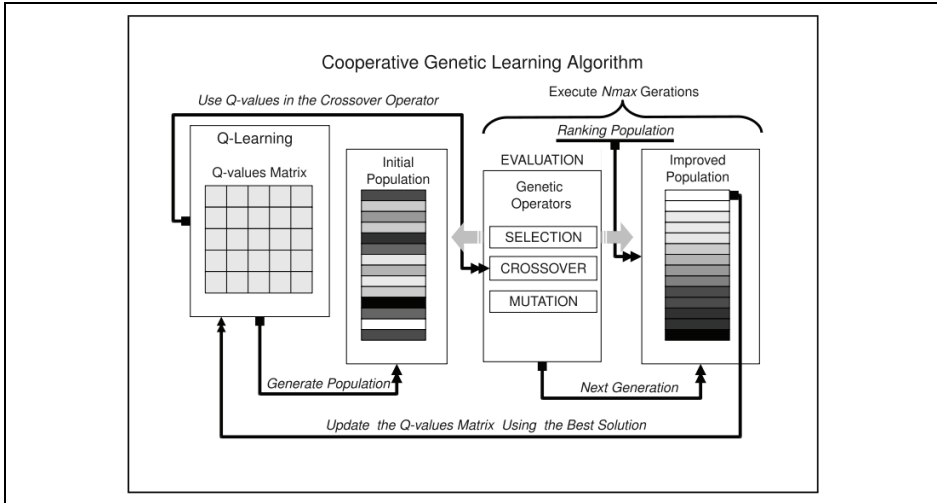 Cooperative Genetic Learning Algorithm
Execute Nmax Gerations
Use Q-values in the Crossover Operator
Ranking Population
Q-Learning
Q-values Matrix
Initial
Population
EVALUATION
Genetic
Operators
SELECTION
CROSSOVER
MUTATION
Improved
Population
Generate Population
Next Generation
Update the Q-values Matrix Using the Best Solution